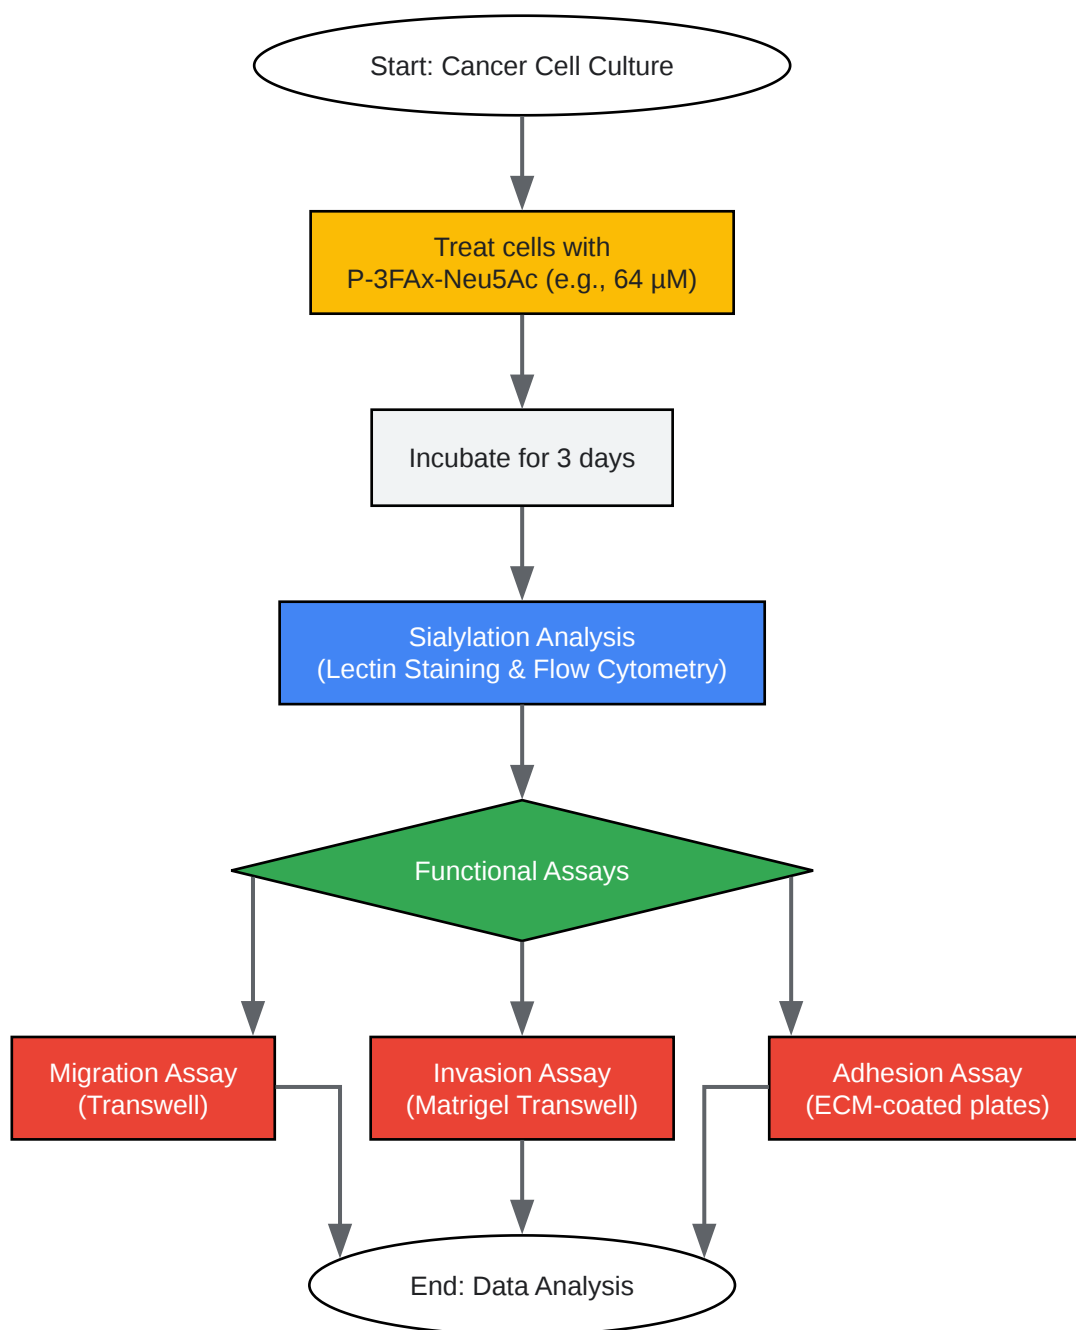 Start: Cancer Cell Culture
Treat cells with
P-3FAx-Neu5Ac (e.g., 64 µM)
Incubate for 3 days
Sialylation Analysis
(Lectin Staining & Flow Cytometry)
Functional Assays
Migration Assay
(Transwell)
Invasion Assay
(Matrigel Transwell)
Adhesion Assay
(ECM-coated plates)
End: Data Analysis